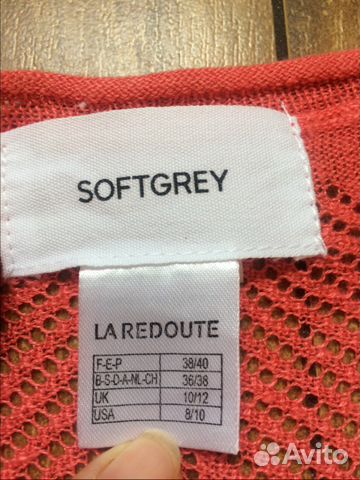 SOFTGREY
LA REDOUTE
F-E-P 38/40
B-S-D-A-NL-CH 36/38
UK 10/12
USA 8/10
Avito